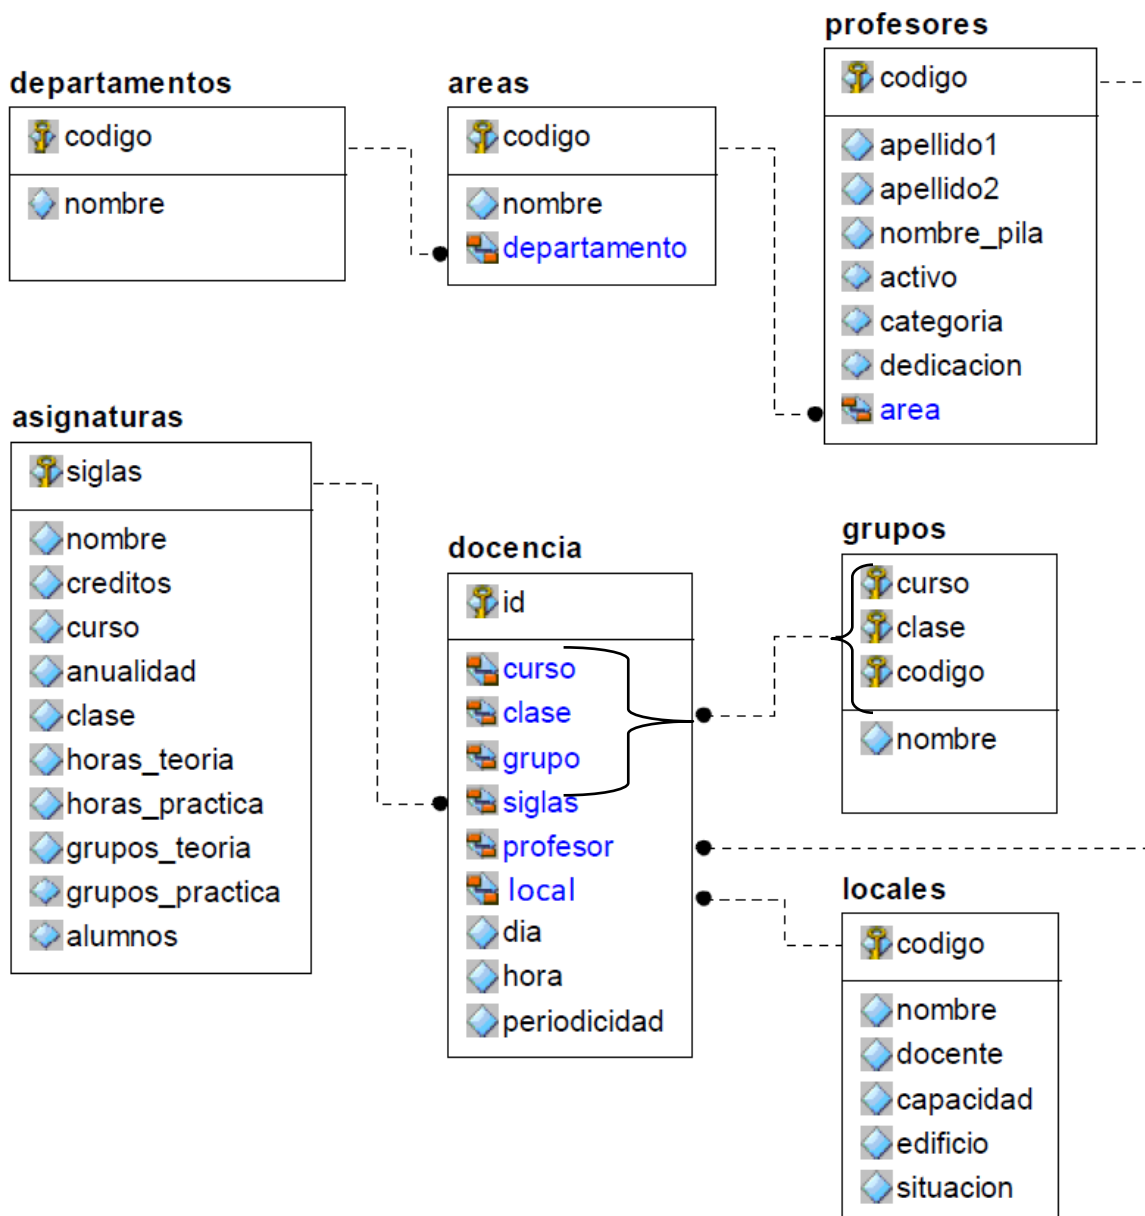 departamentos
codigo
nombre
areas
codigo
nombre
departamento
profesores
codigo
apellido1
apellido2
nombre_pila
activo
categoria
dedicacion
area
asignaturas
siglas
nombre
creditos
curso
anualidad
clase
horas_teoria
horas_practica
grupos_teoria
grupos_practica
alumnos
docencia
id
curso
clase
grupo
siglas
profesor
local
dia
hora
periodicidad
grupos
curso
clase
codigo
nombre
locales
codigo
nombre
docente
capacidad
edificio
situacion